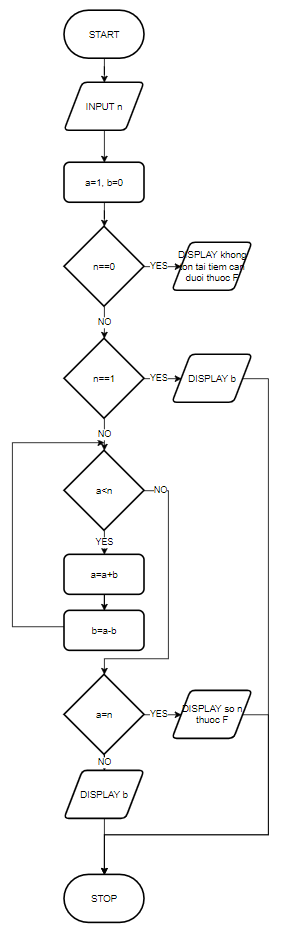 START
INPUT n
a=1, b=0
n==0
YES
DISPLAY khong
ton tai tiem can
duoi thuoc F
NO
n==1
YES
DISPLAY b
NO
a<n
NO
YES
a=a+b
b=a-b
a=n
YES
DISPLAY so n
thuoc F
NO
DISPLAY b
STOP